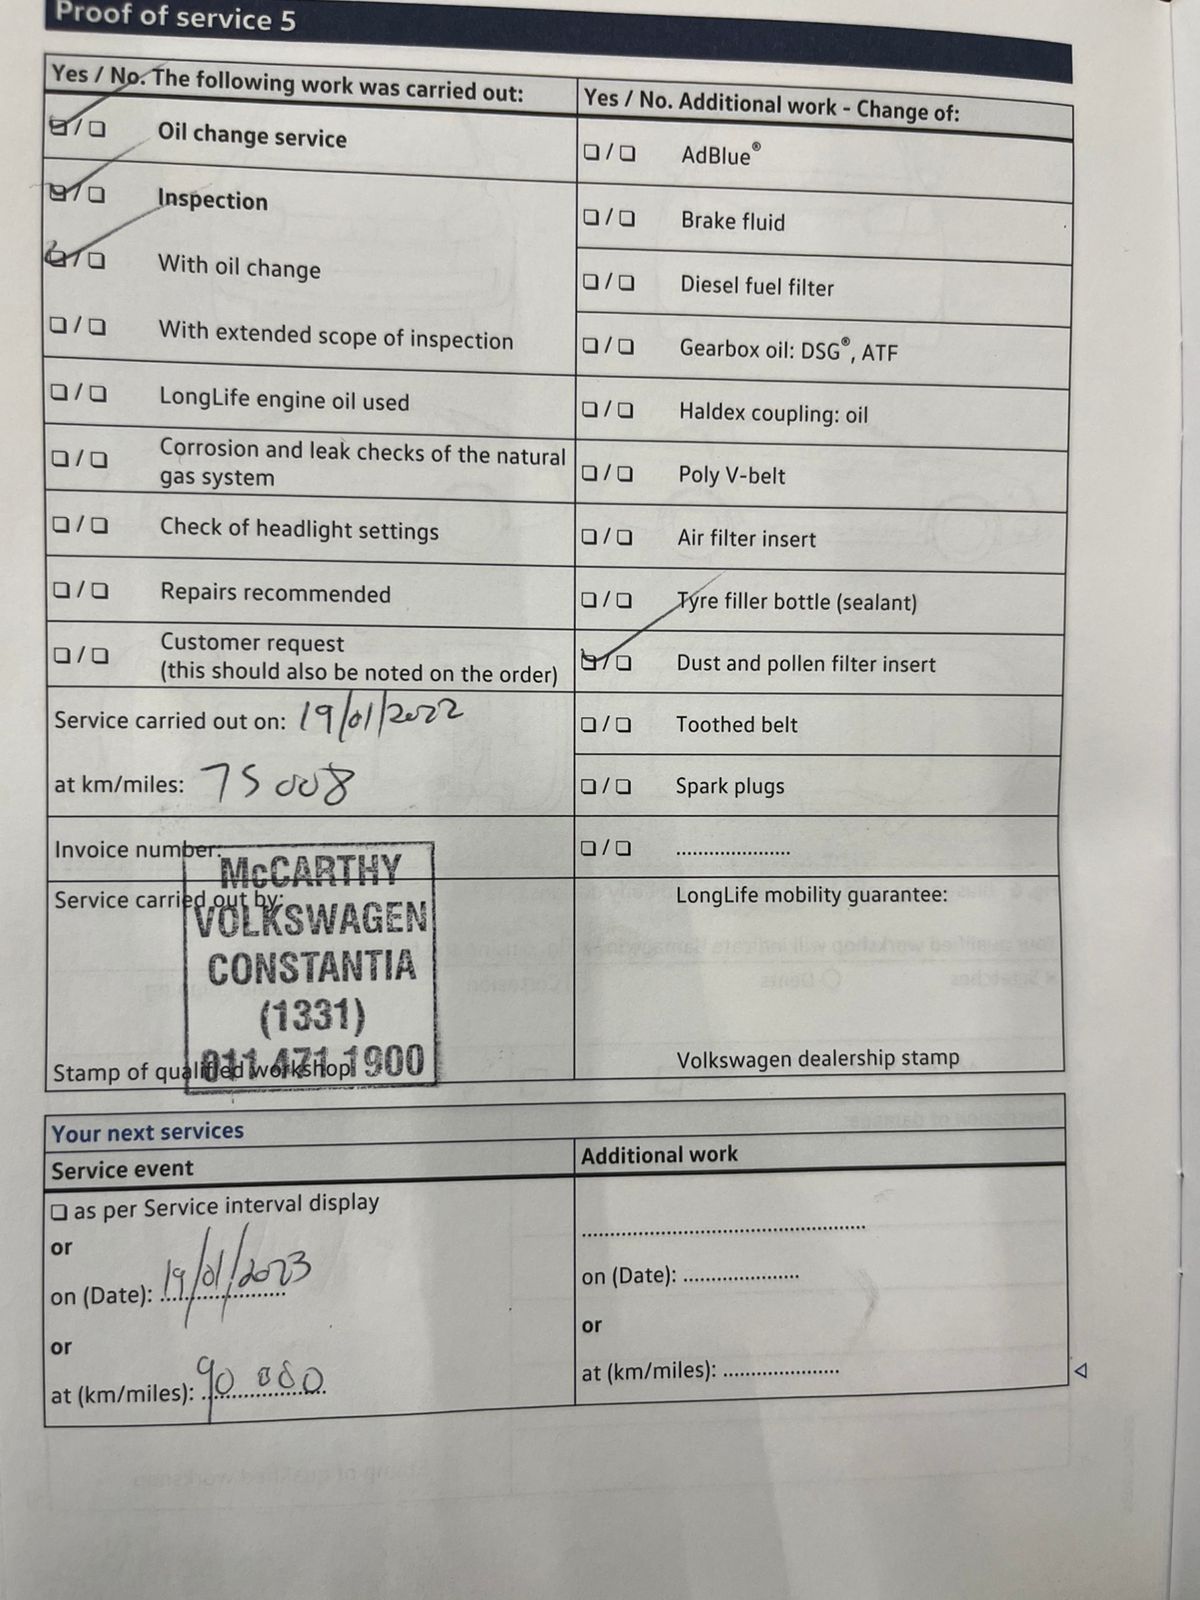 Proof of service 5
Yes / No. The following work was carried out:
☑ / ❏ Oil change service
☑ / ❏ Inspection
☑ / ❏ With oil change
❏ / ❏ With extended scope of inspection
❏ / ❏ LongLife engine oil used
❏ / ❏ Corrosion and leak checks of the natural
gas system
❏ / ❏ Check of headlight settings
❏ / ❏ Repairs recommended
❏ / ❏ Customer request
(this should also be noted on the order)
Service carried out on: 19/01/2022
at km/miles: 75 008
Invoice number:
Service carried out by:
McCARTHY
VOLKSWAGEN
CONSTANTIA
(1331)
011 471 1900
Stamp of qualified workshop
Yes / No. Additional work - Change of:
❏ / ❏ AdBlue®
❏ / ❏ Brake fluid
❏ / ❏ Diesel fuel filter
❏ / ❏ Gearbox oil: DSG®, ATF
❏ / ❏ Haldex coupling: oil
❏ / ❏ Poly V-belt
❏ / ❏ Air filter insert
❏ / ❏ Tyre filler bottle (sealant)
☑ / ❏ Dust and pollen filter insert
❏ / ❏ Toothed belt
❏ / ❏ Spark plugs
❏ / ❏ .....................
LongLife mobility guarantee:
Volkswagen dealership stamp
Your next services
Service event
❏ as per Service interval display
or
on (Date): 19/01/2023
or
at (km/miles): 90 000
Additional work
....................................................
on (Date): .....................
or
at (km/miles): .....................